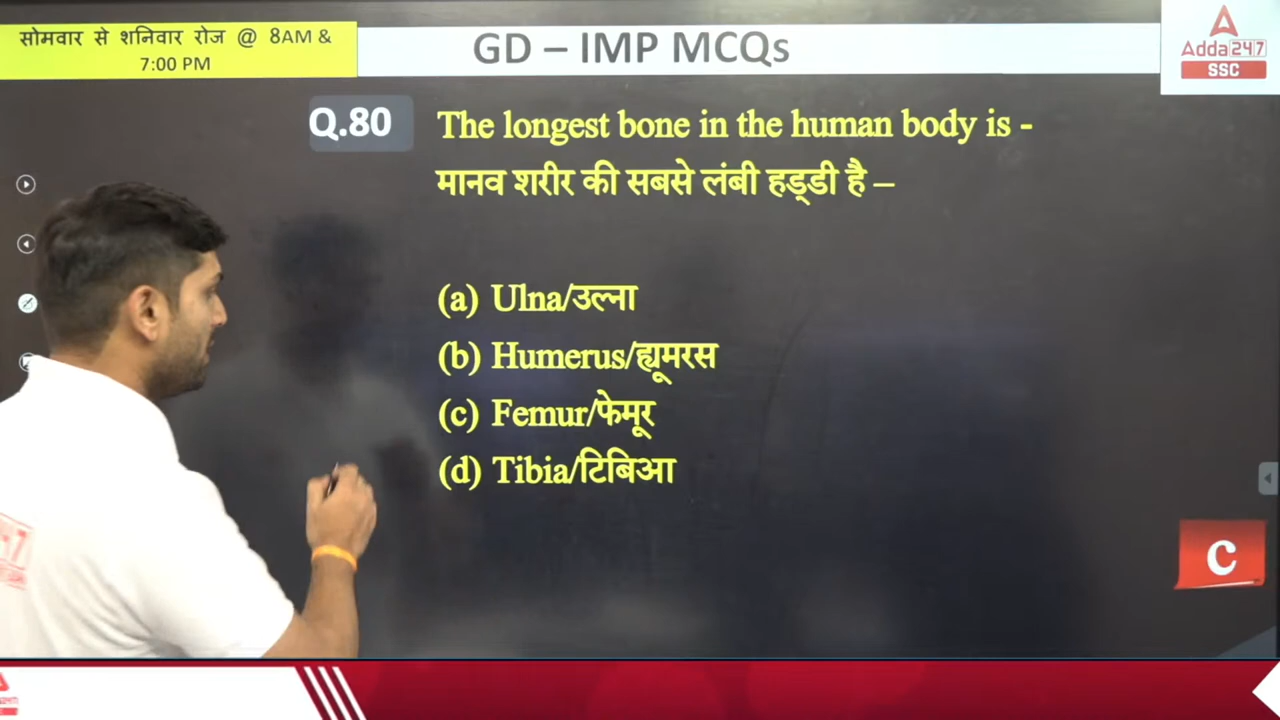 सोमवार से शनिवार रोज @ 8AM &
7:00 PM
GD – IMP MCQs
Adda247
SSC
Q.80 The longest bone in the human body is -
मानव शरीर की सबसे लंबी हड्डी है –
(a) Ulna/उल्ना
(b) Humerus/ह्यूमरस
(c) Femur/फेमूर
(d) Tibia/टिबिआ
C